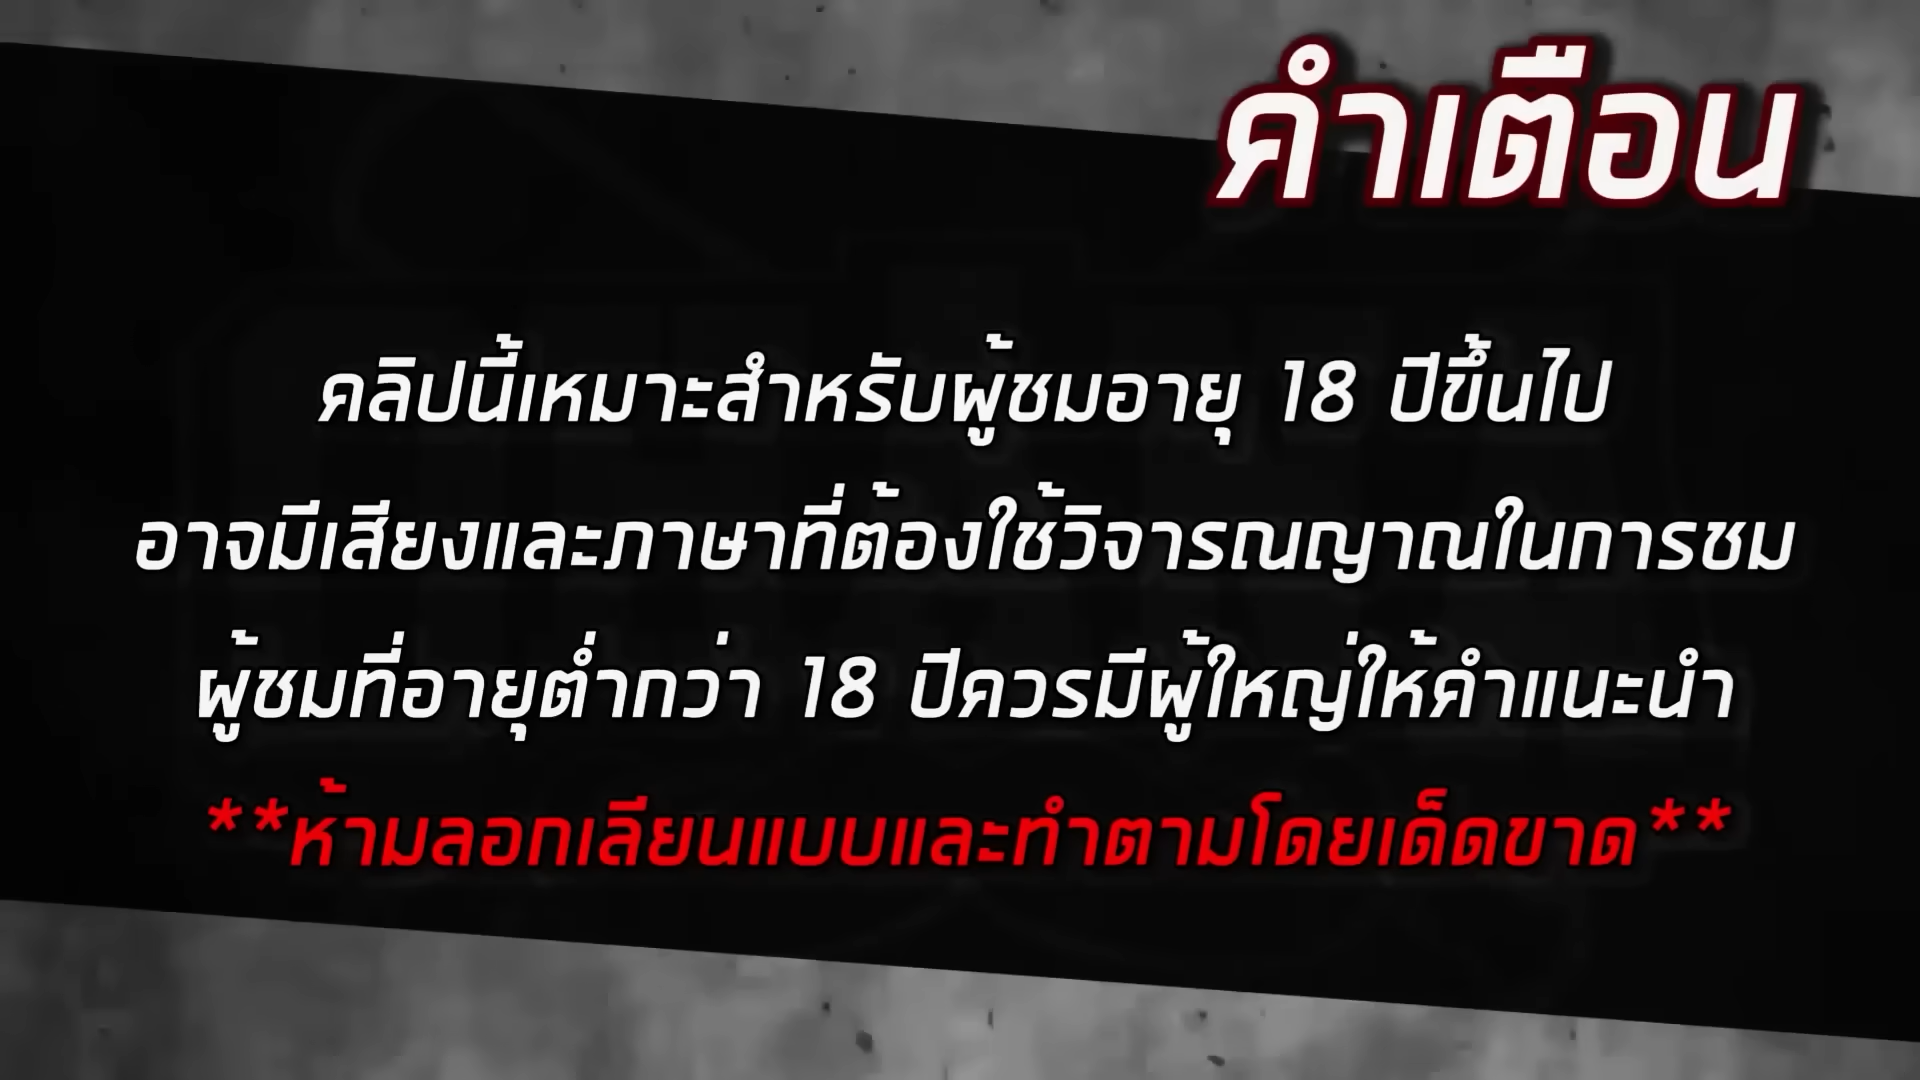 คำเตือน
คลิปนี้เหมาะสำหรับผู้ชมอายุ 18 ปีขึ้นไป
อาจมีเสียงและภาษาที่ต้องใช้วิจารณญาณในการชม
ผู้ชมที่อายุต่ำกว่า 18 ปีควรมีผู้ใหญ่ให้คำแนะนำ
**ห้ามลอกเลียนแบบและทำตามโดยเด็ดขาด**